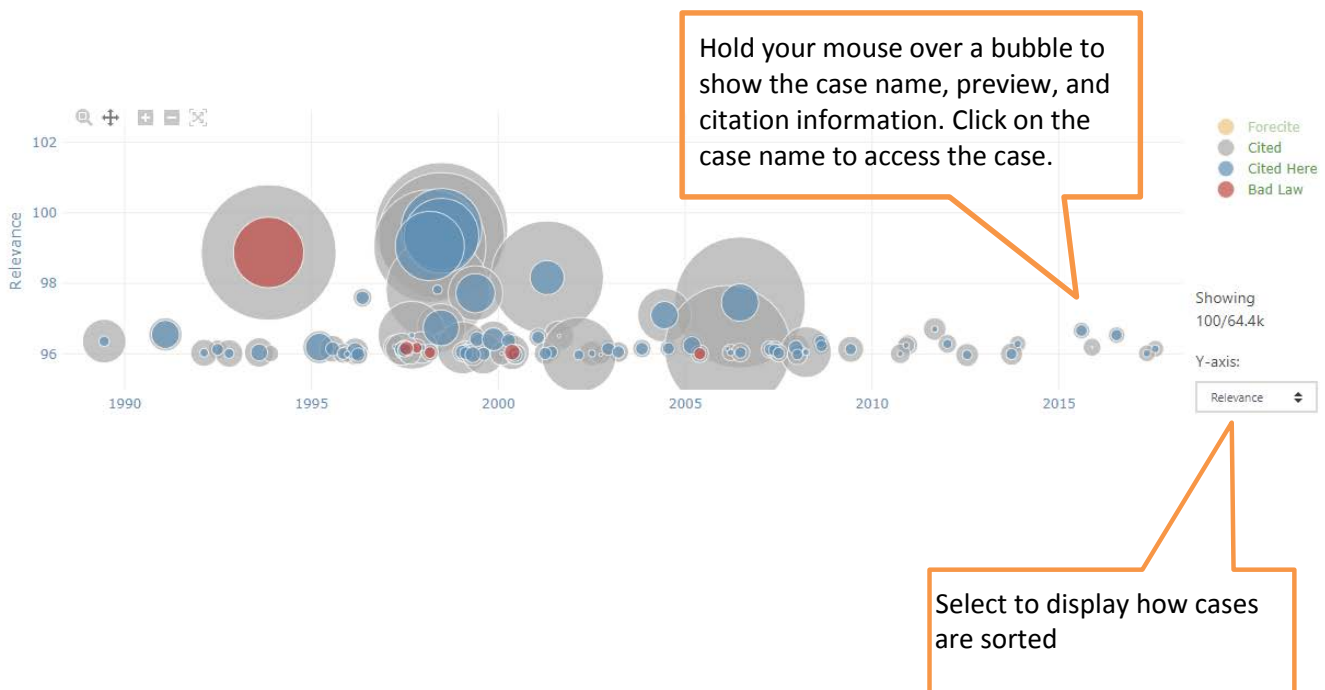 Hold your mouse over a bubble to
show the case name, preview, and
citation information. Click on the
case name to access the case.
Forecite
Cited
Cited Here
Bad Law
102
100
98
96
Relevance
1990
1995
2000
2005
2010
2015
Showing
100/64.4k
Y-axis:
Relevance
Select to display how cases
are sorted